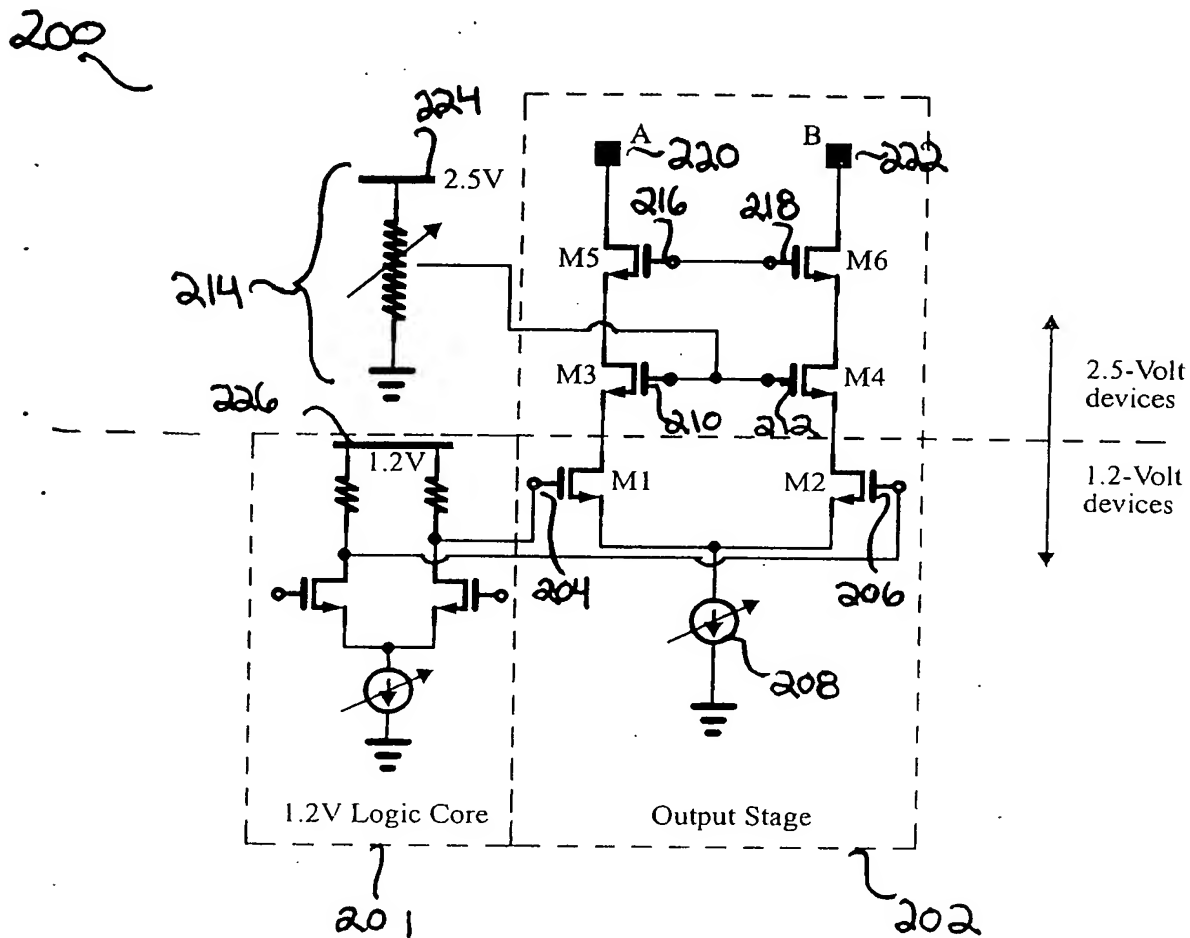 200
224
A
B
220
222
2.5V
216
218
M5
M6
214
M3
M4
2.5-Volt
devices
226
210
212
1.2V
M1
M2
1.2-Volt
devices
204
206
208
1.2V Logic Core
Output Stage
201
202